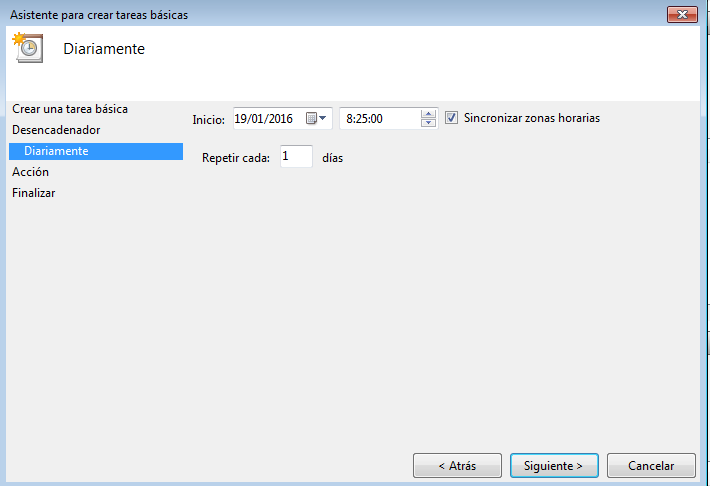 Asistente para crear tareas básicas
Diariamente
Crear una tarea básica
Desencadenador
Diariamente
Acción
Finalizar
Inicio: 19/01/2016 8:25:00 Sincronizar zonas horarias
Repetir cada: 1 días
< Atrás Siguiente > Cancelar